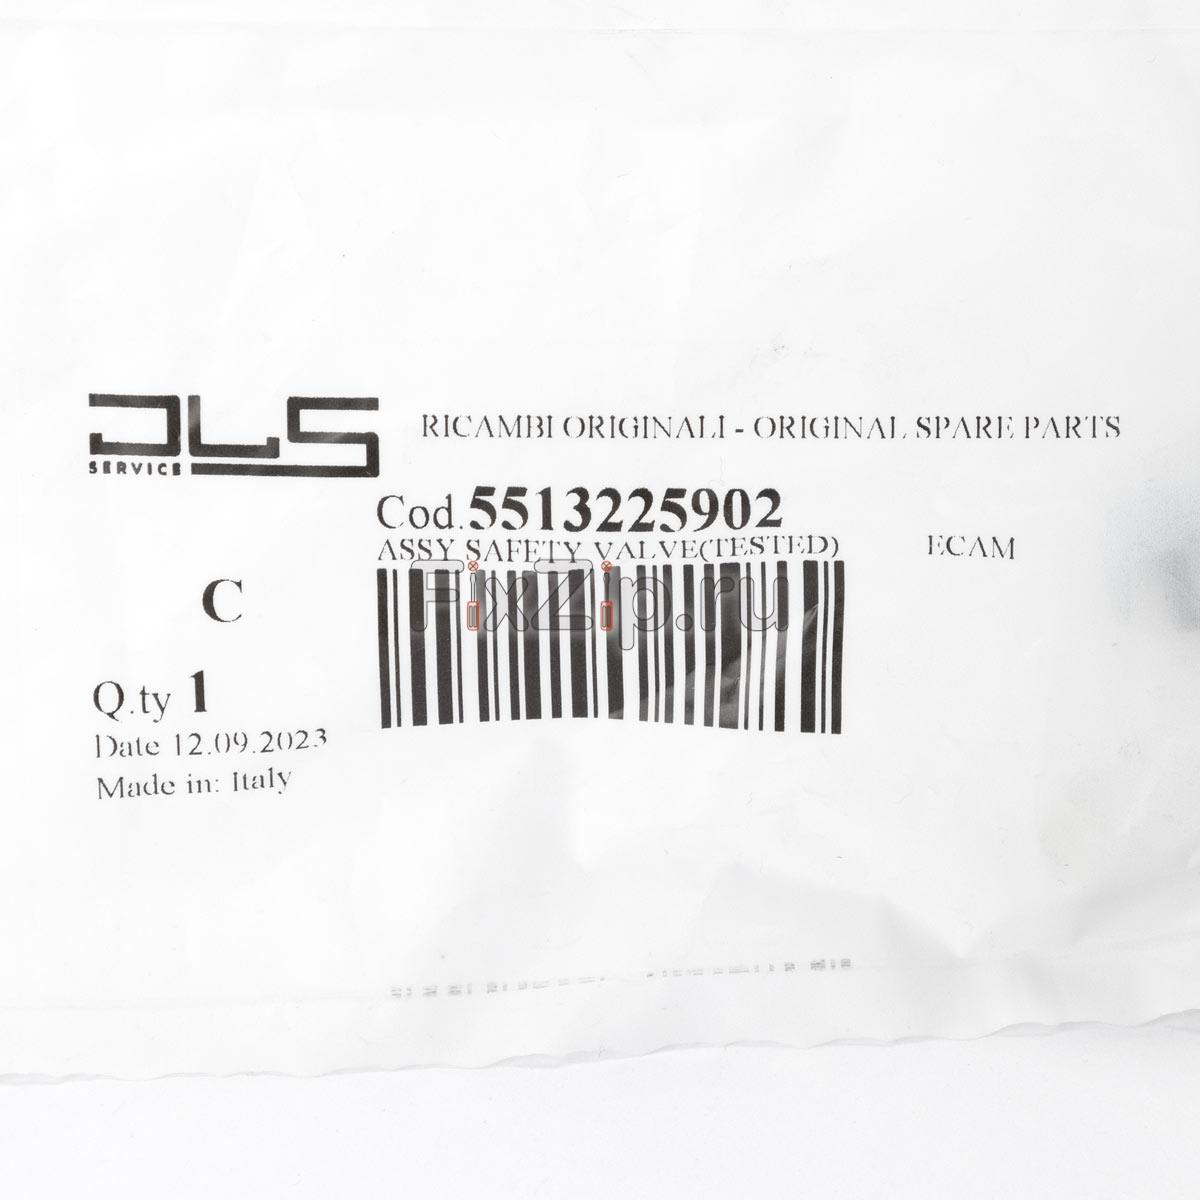 DLS
SERVICE
RICAMBI ORIGINALI - ORIGINAL SPARE PARTS
Cod.5513225902
ASSY SAFETY VALVE(TESTED) ECAM
FixZip.ru
C
Q.ty 1
Date 12.09.2023
Made in: Italy